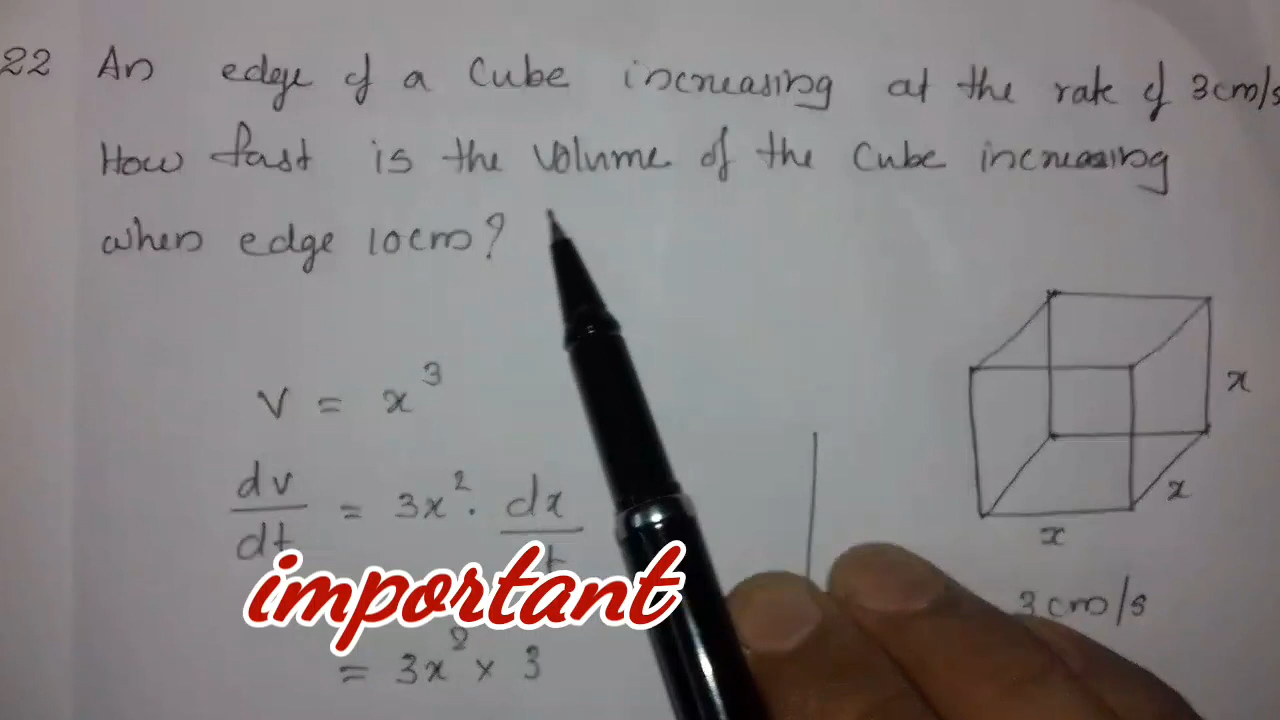 22 An edge of a Cube increasing at the rate of 3cm/s
How fast is the volume of the Cube increasing
when edge 10cm?
V = x³
x
dv/dt = 3x² · dx/dt
x
x
important
3cm/s
= 3x² × 3